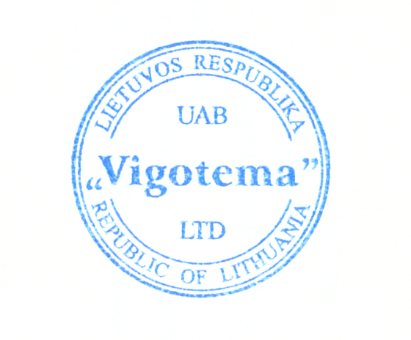 LIETUVOS RESPUBLIKA
UAB
„Vigotema”
LTD
REPUBLIC OF LITHUANIA